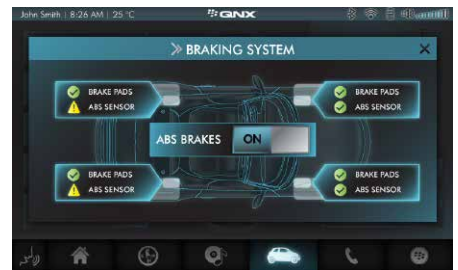 John Smith | 8:26 AM | 25 °C
QNX
BRAKING SYSTEM
BRAKE PADS
ABS SENSOR
BRAKE PADS
ABS SENSOR
ABS BRAKES ON
BRAKE PADS
ABS SENSOR
BRAKE PADS
ABS SENSOR